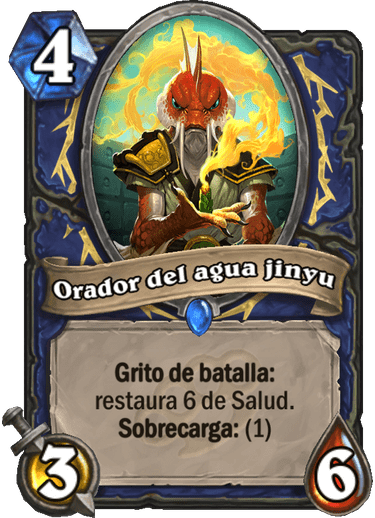 4
Orador del agua jinyu
Grito de batalla:
restaura 6 de Salud.
Sobrecarga: (1)
3
6